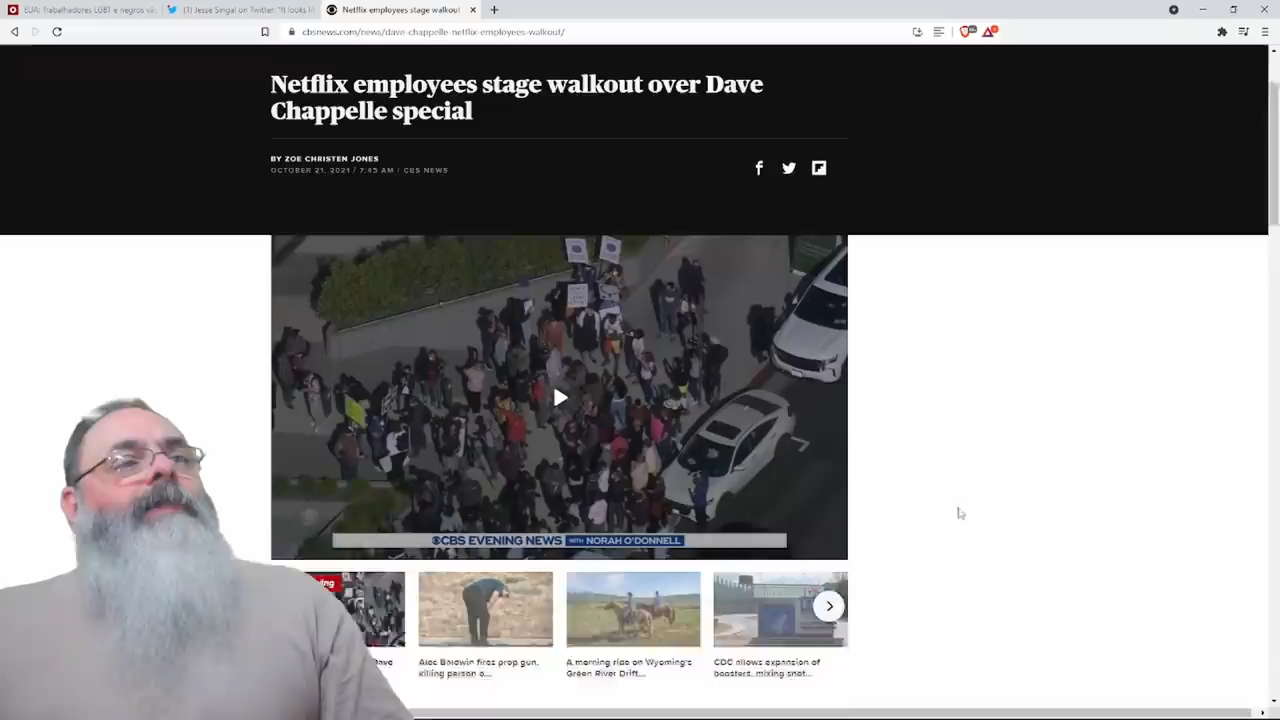 EUA: Trabalhadores LGBT e negros vã
(1) Jesse Singal on Twitter: "It looks li
Netflix employees stage walkout
cbsnews.com/news/dave-chappelle-netflix-employees-walkout/
Netflix employees stage walkout over Dave
Chappelle special
BY ZOE CHRISTEN JONES
OCTOBER 21, 2021 / 7:45 AM / CBS NEWS
CBS EVENING NEWS WITH NORAH O'DONNELL
ing
Dave
Alec Baldwin fires prop gun,
killing person o...
A morning ride on Wyoming's
Green River Drift...
CDC allows expansion of
boosters, mixing shot...